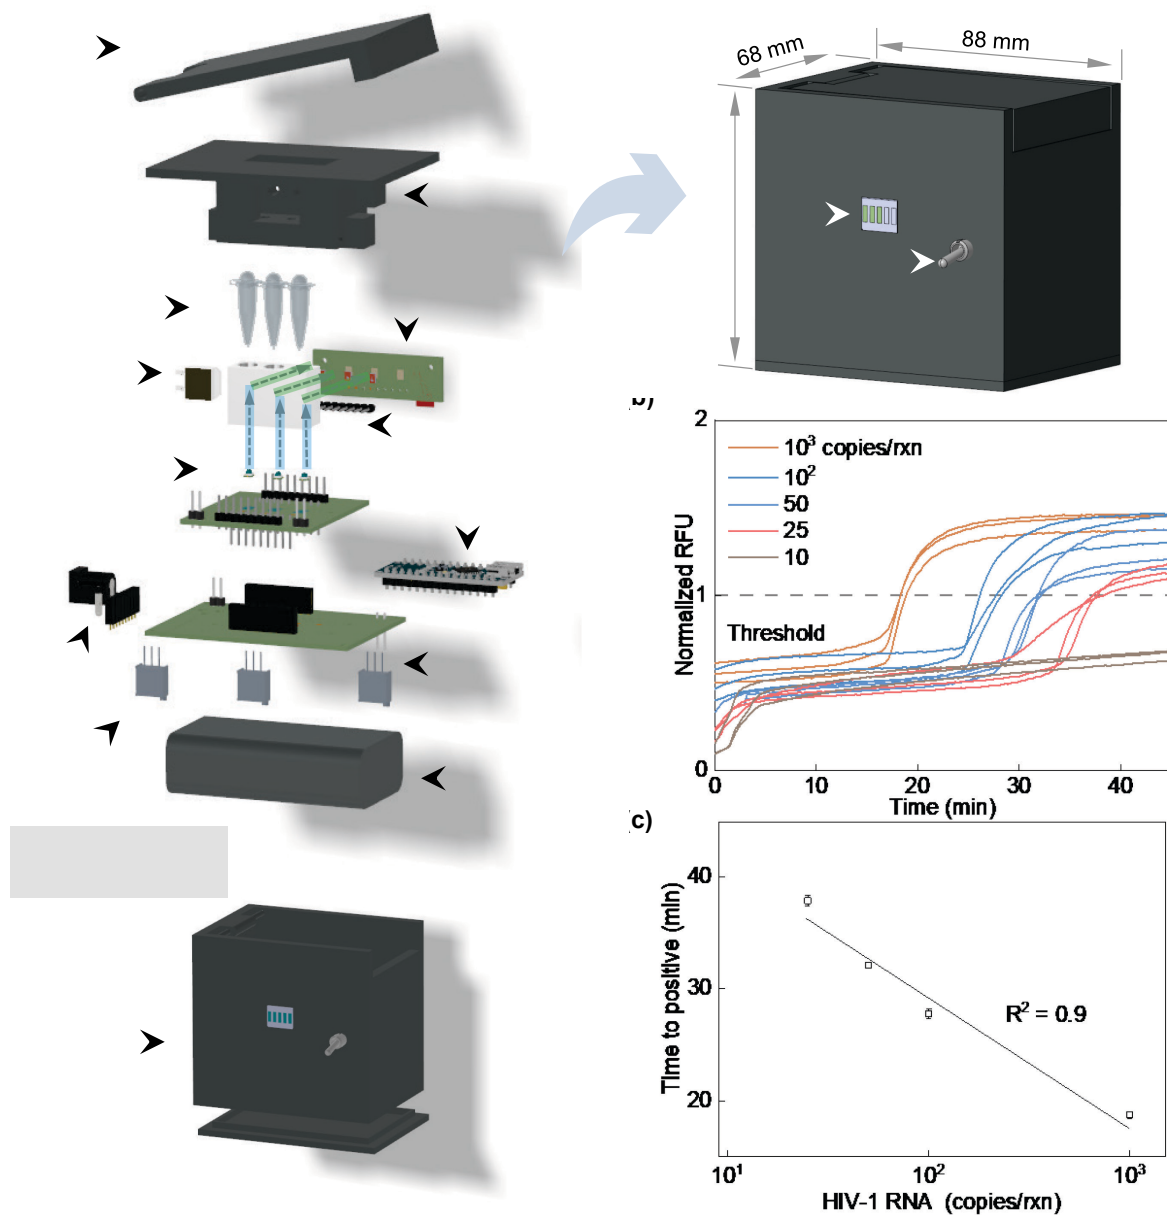 68 mm
88 mm
b)
2
10³ copies/rxn
10²
50
25
10
Normalized RFU
1
Threshold
0
0
10
20
30
40
Time (min)
(c)
Time to positive (min)
40
30
20
R² = 0.9
10¹
10²
10³
HIV-1 RNA (copies/rxn)